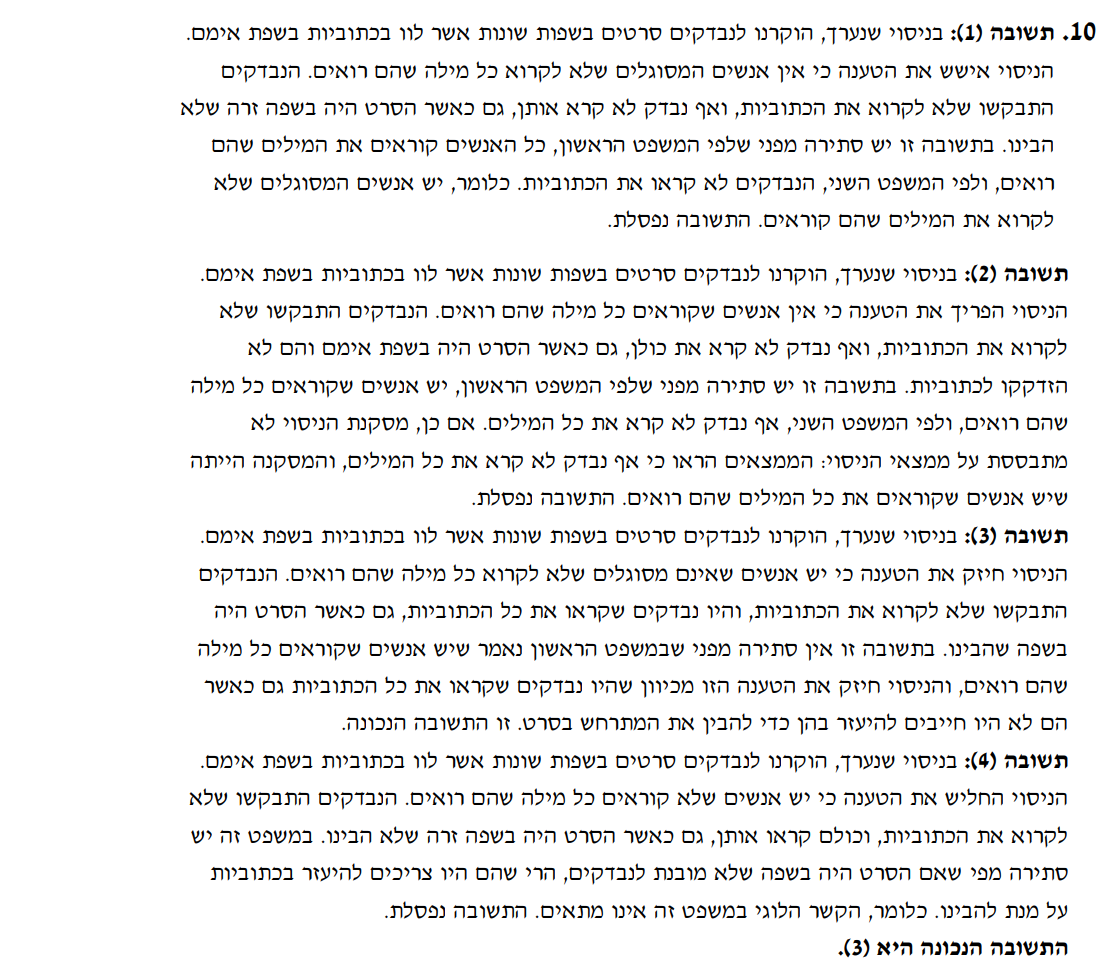 10. תשובה (1): בניסוי שנערך, הוקרנו לנבדקים סרטים בשפות שונות אשר לוו בכתוביות בשפת אימם.
הניסוי אישש את הטענה כי אין אנשים המסוגלים שלא לקרוא כל מילה שהם רואים. הנבדקים
התבקשו שלא לקרוא את הכתוביות, ואף נבדק לא קרא אותן, גם כאשר הסרט היה בשפה זרה שלא
הבינו. בתשובה זו יש סתירה מפני שלפי המשפט הראשון, כל האנשים קוראים את המילים שהם
רואים, ולפי המשפט השני, הנבדקים לא קראו את הכתוביות. כלומר, יש אנשים המסוגלים שלא
לקרוא את המילים שהם קוראים. התשובה נפסלת.
תשובה (2): בניסוי שנערך, הוקרנו לנבדקים סרטים בשפות שונות אשר לוו בכתוביות בשפת אימם.
הניסוי הפריך את הטענה כי אין אנשים שקוראים כל מילה שהם רואים. הנבדקים התבקשו שלא
לקרוא את הכתוביות, ואף נבדק לא קרא את כולן, גם כאשר הסרט היה בשפת אימם והם לא
הזדקקו לכתוביות. בתשובה זו יש סתירה מפני שלפי המשפט הראשון, יש אנשים שקוראים כל מילה
שהם רואים, ולפי המשפט השני, אף נבדק לא קרא את כל המילים. אם כן, מסקנת הניסוי לא
מתבססת על ממצאי הניסוי: הממצאים הראו כי אף נבדק לא קרא את כל המילים, והמסקנה הייתה
שיש אנשים שקוראים את כל המילים שהם רואים. התשובה נפסלת.
תשובה (3): בניסוי שנערך, הוקרנו לנבדקים סרטים בשפות שונות אשר לוו בכתוביות בשפת אימם.
הניסוי חיזק את הטענה כי יש אנשים שאינם מסוגלים שלא לקרוא כל מילה שהם רואים. הנבדקים
התבקשו שלא לקרוא את הכתוביות, והיו נבדקים שקראו את כל הכתוביות, גם כאשר הסרט היה
בשפה שהבינו. בתשובה זו אין סתירה מפני שבמשפט הראשון נאמר שיש אנשים שקוראים כל מילה
שהם רואים, והניסוי חיזק את הטענה הזו מכיוון שהיו נבדקים שקראו את כל הכתוביות גם כאשר
הם לא היו חייבים להיעזר בהן כדי להבין את המתרחש בסרט. זו התשובה הנכונה.
תשובה (4): בניסוי שנערך, הוקרנו לנבדקים סרטים בשפות שונות אשר לוו בכתוביות בשפת אימם.
הניסוי החליש את הטענה כי יש אנשים שלא קוראים כל מילה שהם רואים. הנבדקים התבקשו שלא
לקרוא את הכתוביות, וכולם קראו אותן, גם כאשר הסרט היה בשפה זרה שלא הבינו. במשפט זה יש
סתירה מפי שאם הסרט היה בשפה שלא מובנת לנבדקים, הרי שהם היו צריכים להיעזר בכתוביות
על מנת להבינו. כלומר, הקשר הלוגי במשפט זה אינו מתאים. התשובה נפסלת.
התשובה הנכונה היא (3).